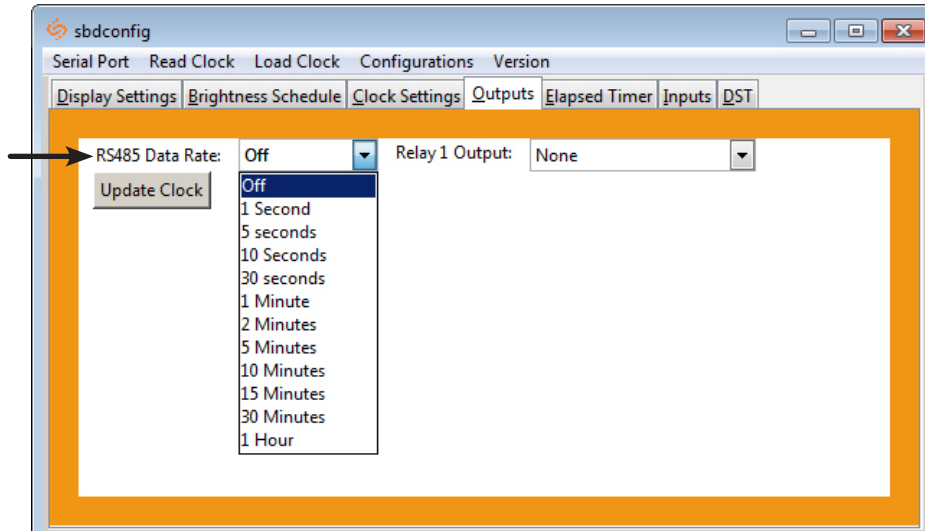 sbdconfig
Serial Port Read Clock Load Clock Configurations Version
Display Settings Brightness Schedule Clock Settings Outputs Elapsed Timer Inputs DST
RS485 Data Rate: Off Relay 1 Output: None
Update Clock
Off
1 Second
5 seconds
10 Seconds
30 seconds
1 Minute
2 Minutes
5 Minutes
10 Minutes
15 Minutes
30 Minutes
1 Hour